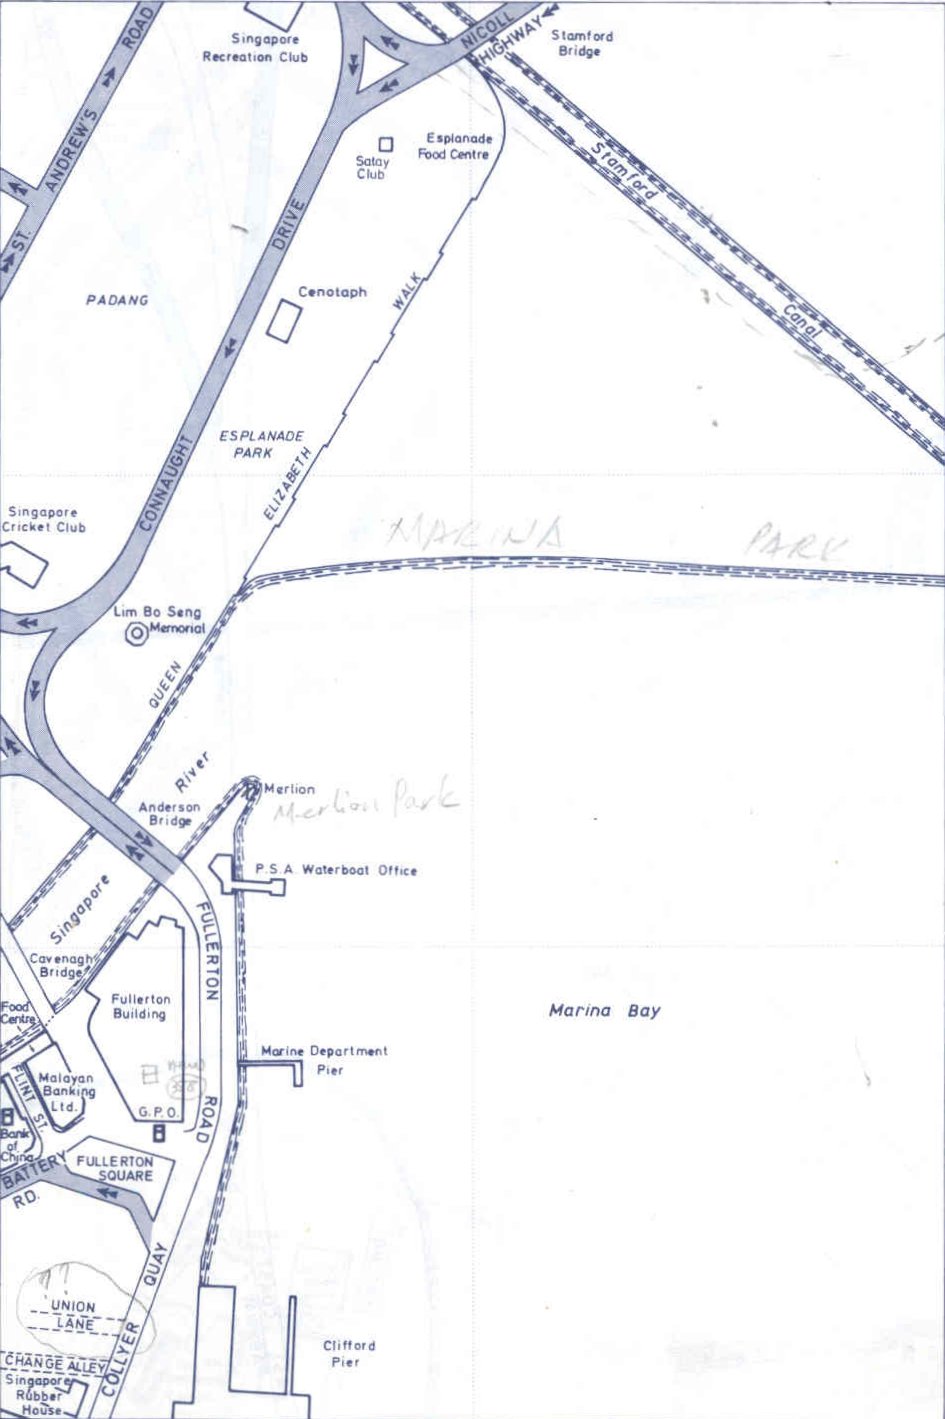 NICOLL
HIGHWAY
Stamford
Bridge
Singapore
Recreation Club
ST. ANDREW'S ROAD
Esplanade
Food Centre
Satay
Club
Stamford
Canal
CONNAUGHT DRIVE
PADANG
Cenotaph
ESPLANADE
PARK
QUEEN ELIZABETH WALK
Singapore
Cricket Club
MARINA PARK
Lim Bo Seng
Memorial
Singapore River
Merlion
Merlion Park
Anderson
Bridge
P.S.A. Waterboat Office
FULLERTON ROAD
Cavenagh
Bridge
Fullerton
Building
Marina Bay
Food
Centre
Marine Department
Pier
Malayan
Banking
Ltd.
FLINT ST.
G.P.O.
Bank
of
China
BATTERY
RD.
FULLERTON
SQUARE
COLLYER QUAY
??
UNION
LANE
CHANGE ALLEY
Clifford
Pier
Singapore
Rubber
House